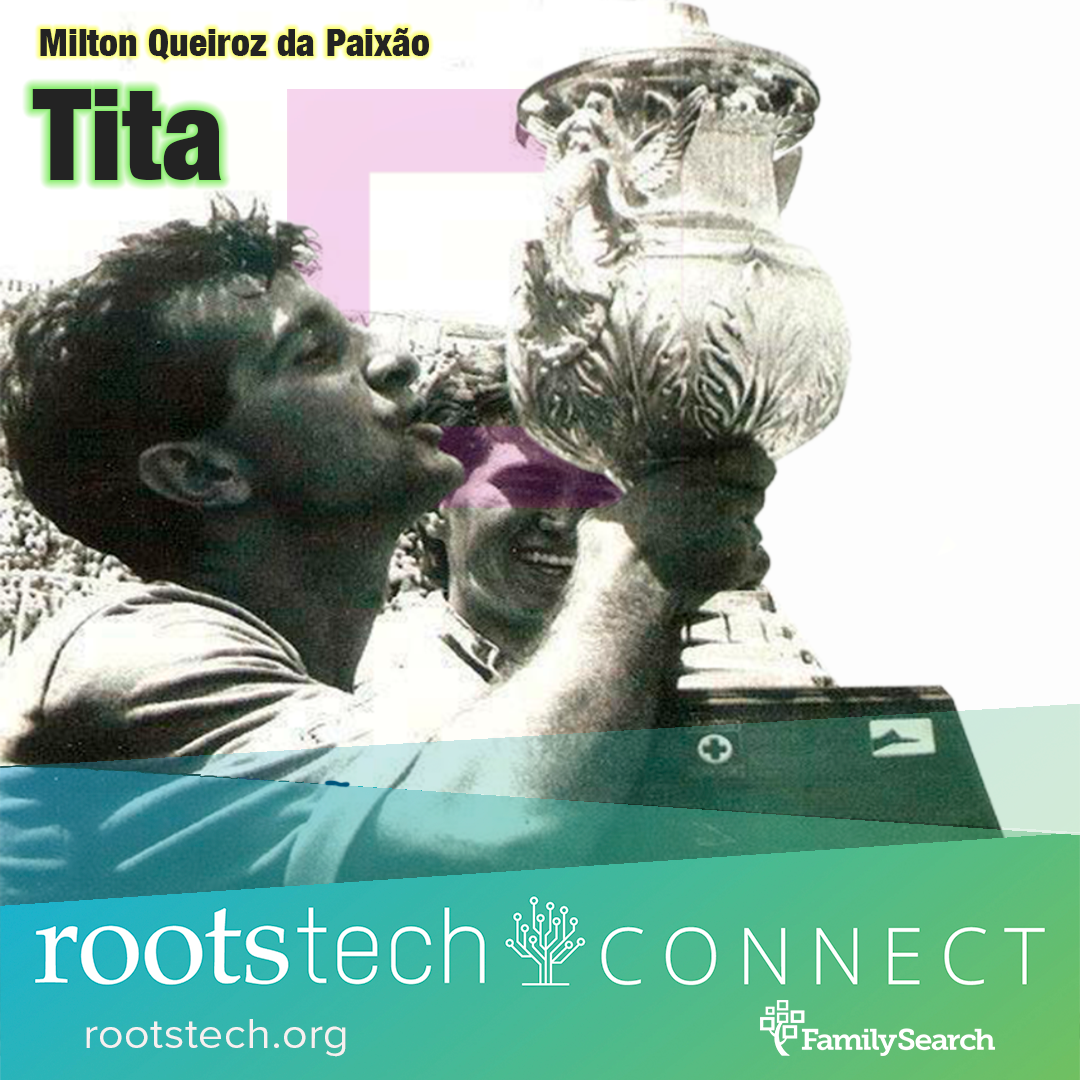 Milton Queiroz da Paixão
Tita
rootstech CONNECT
rootstech.org
FamilySearch